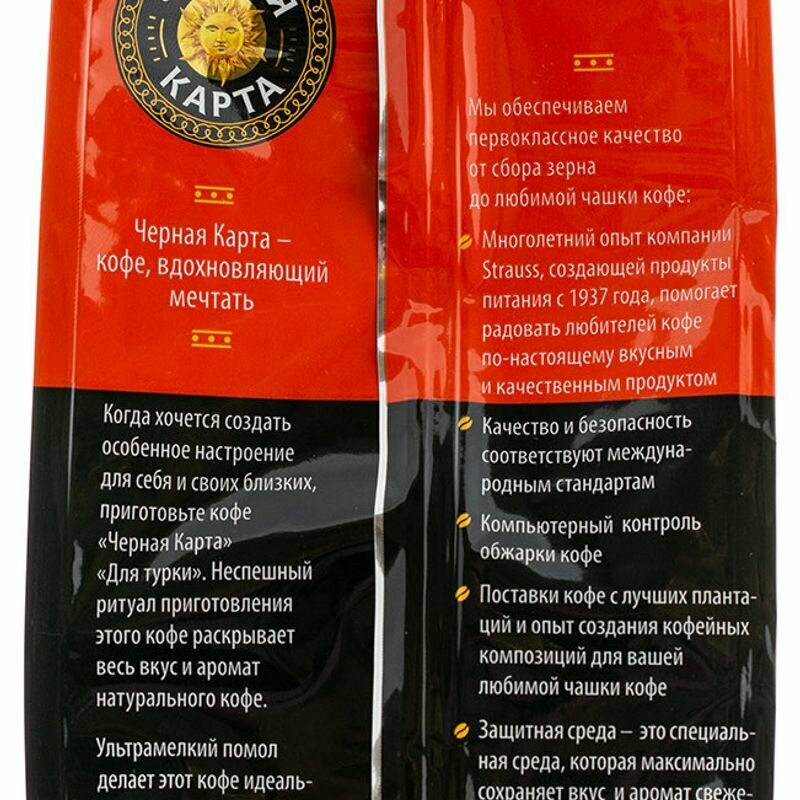 КАРТА
Черная Карта –
кофе, вдохновляющий
мечтать
Когда хочется создать
особенное настроение
для себя и своих близких,
приготовьте кофе
«Черная Карта»
«Для турки». Неспешный
ритуал приготовления
этого кофе раскрывает
весь вкус и аромат
натурального кофе.
Ультрамелкий помол
делает этот кофе идеаль-
Мы обеспечиваем
первоклассное качество
от сбора зерна
до любимой чашки кофе:
Многолетний опыт компании
Strauss, создающей продукты
питания с 1937 года, помогает
радовать любителей кофе
по-настоящему вкусным
и качественным продуктом
Качество и безопасность
соответствуют междуна-
родным стандартам
Компьютерный контроль
обжарки кофе
Поставки кофе с лучших планта-
ций и опыт создания кофейных
композиций для вашей
любимой чашки кофе
Защитная среда – это специаль-
ная среда, которая максимально
сохраняет вкус и аромат свеже-